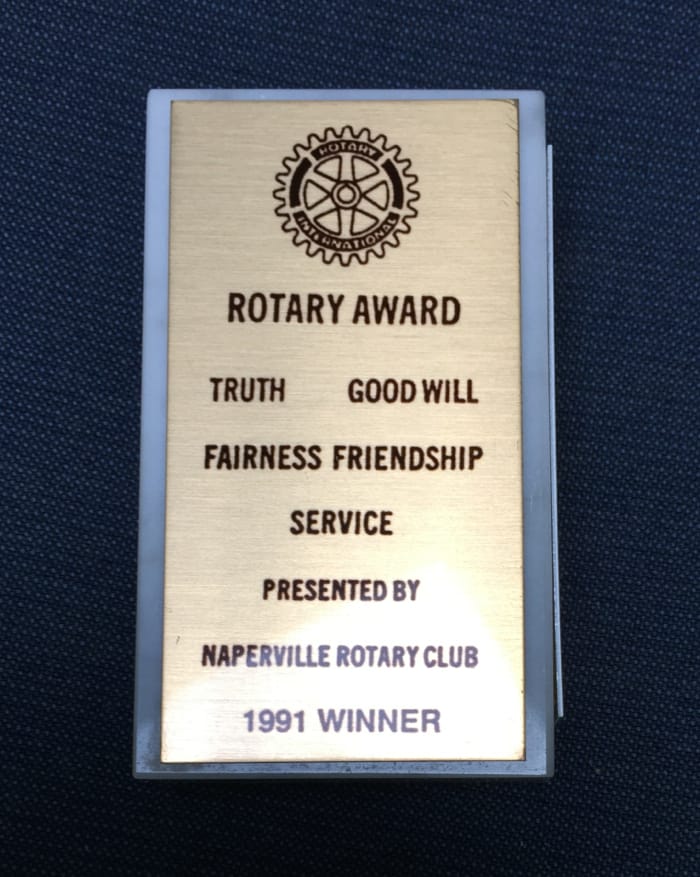 ROTARY
INTERNATIONAL
ROTARY AWARD
TRUTH GOOD WILL
FAIRNESS FRIENDSHIP
SERVICE
PRESENTED BY
NAPERVILLE ROTARY CLUB
1991 WINNER